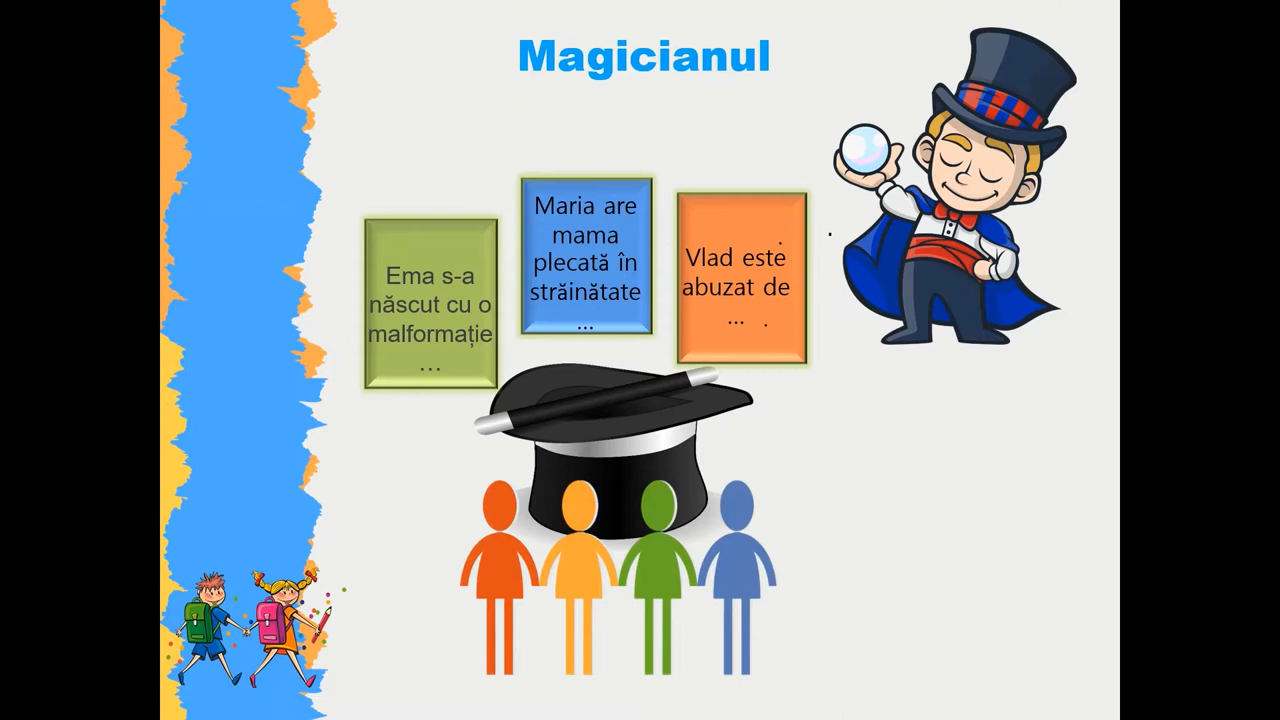 Magicianul
Ema s-a
născut cu o
malformație
...
Maria are
mama
plecată în
străinătate
...
Vlad este
abuzat de
...